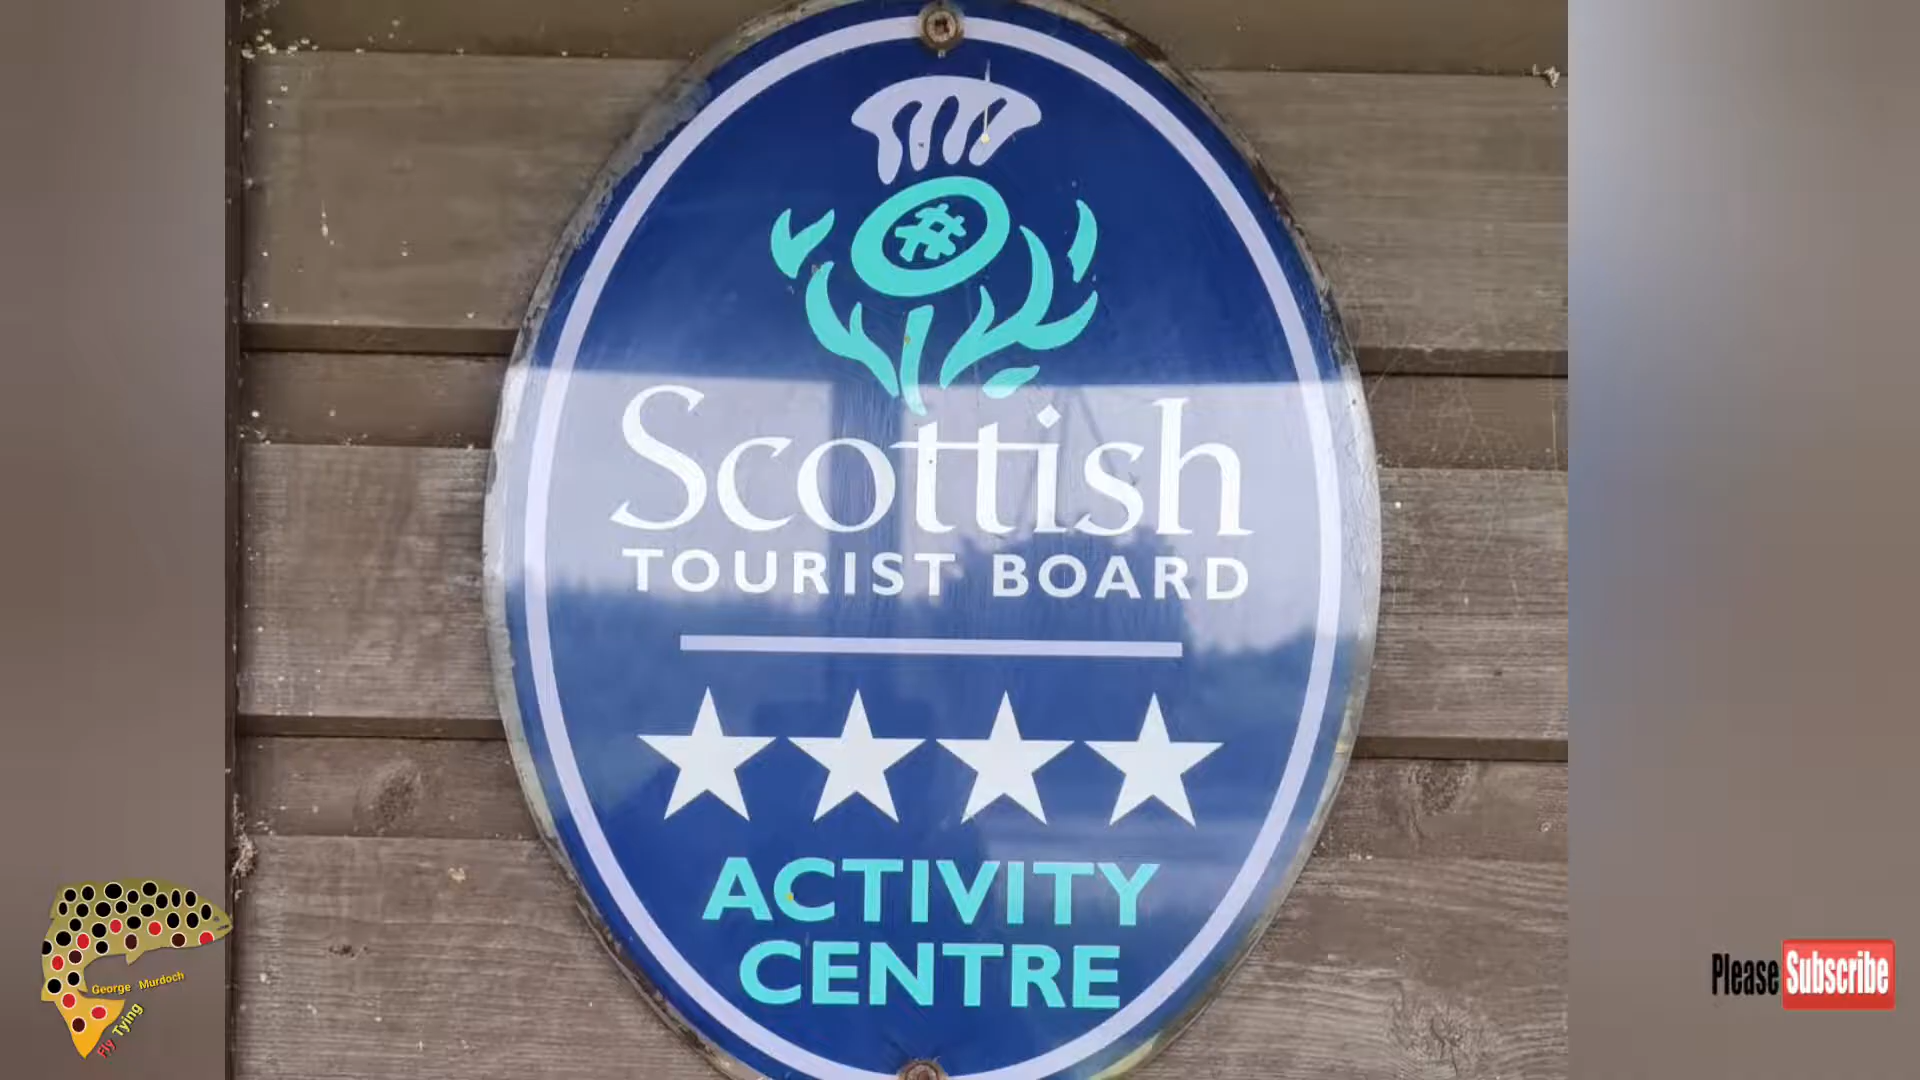 Scottish
TOURIST BOARD
ACTIVITY
CENTRE
George Murdoch
Fly Tying
Please Subscribe